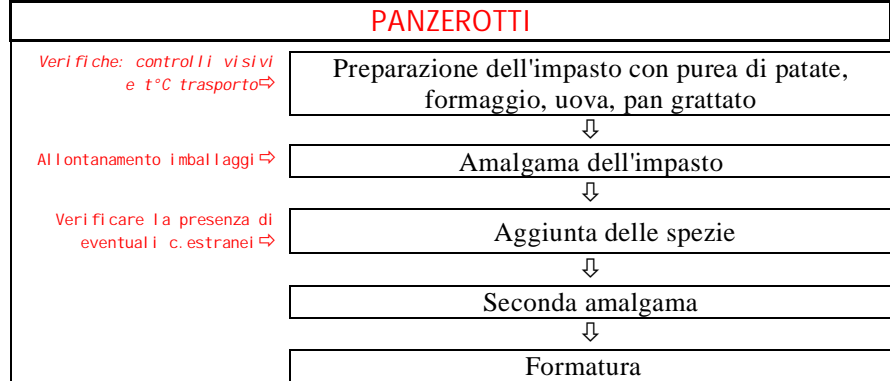 PANZEROTTI
Verifiche: controlli visivi
e t°C trasporto⇨
Preparazione dell'impasto con purea di patate,
formaggio, uova, pan grattato
⇩
Allontanamento imballaggi⇨
Amalgama dell'impasto
⇩
Verificare la presenza di
eventuali c.estranei⇨
Aggiunta delle spezie
⇩
Seconda amalgama
⇩
Formatura